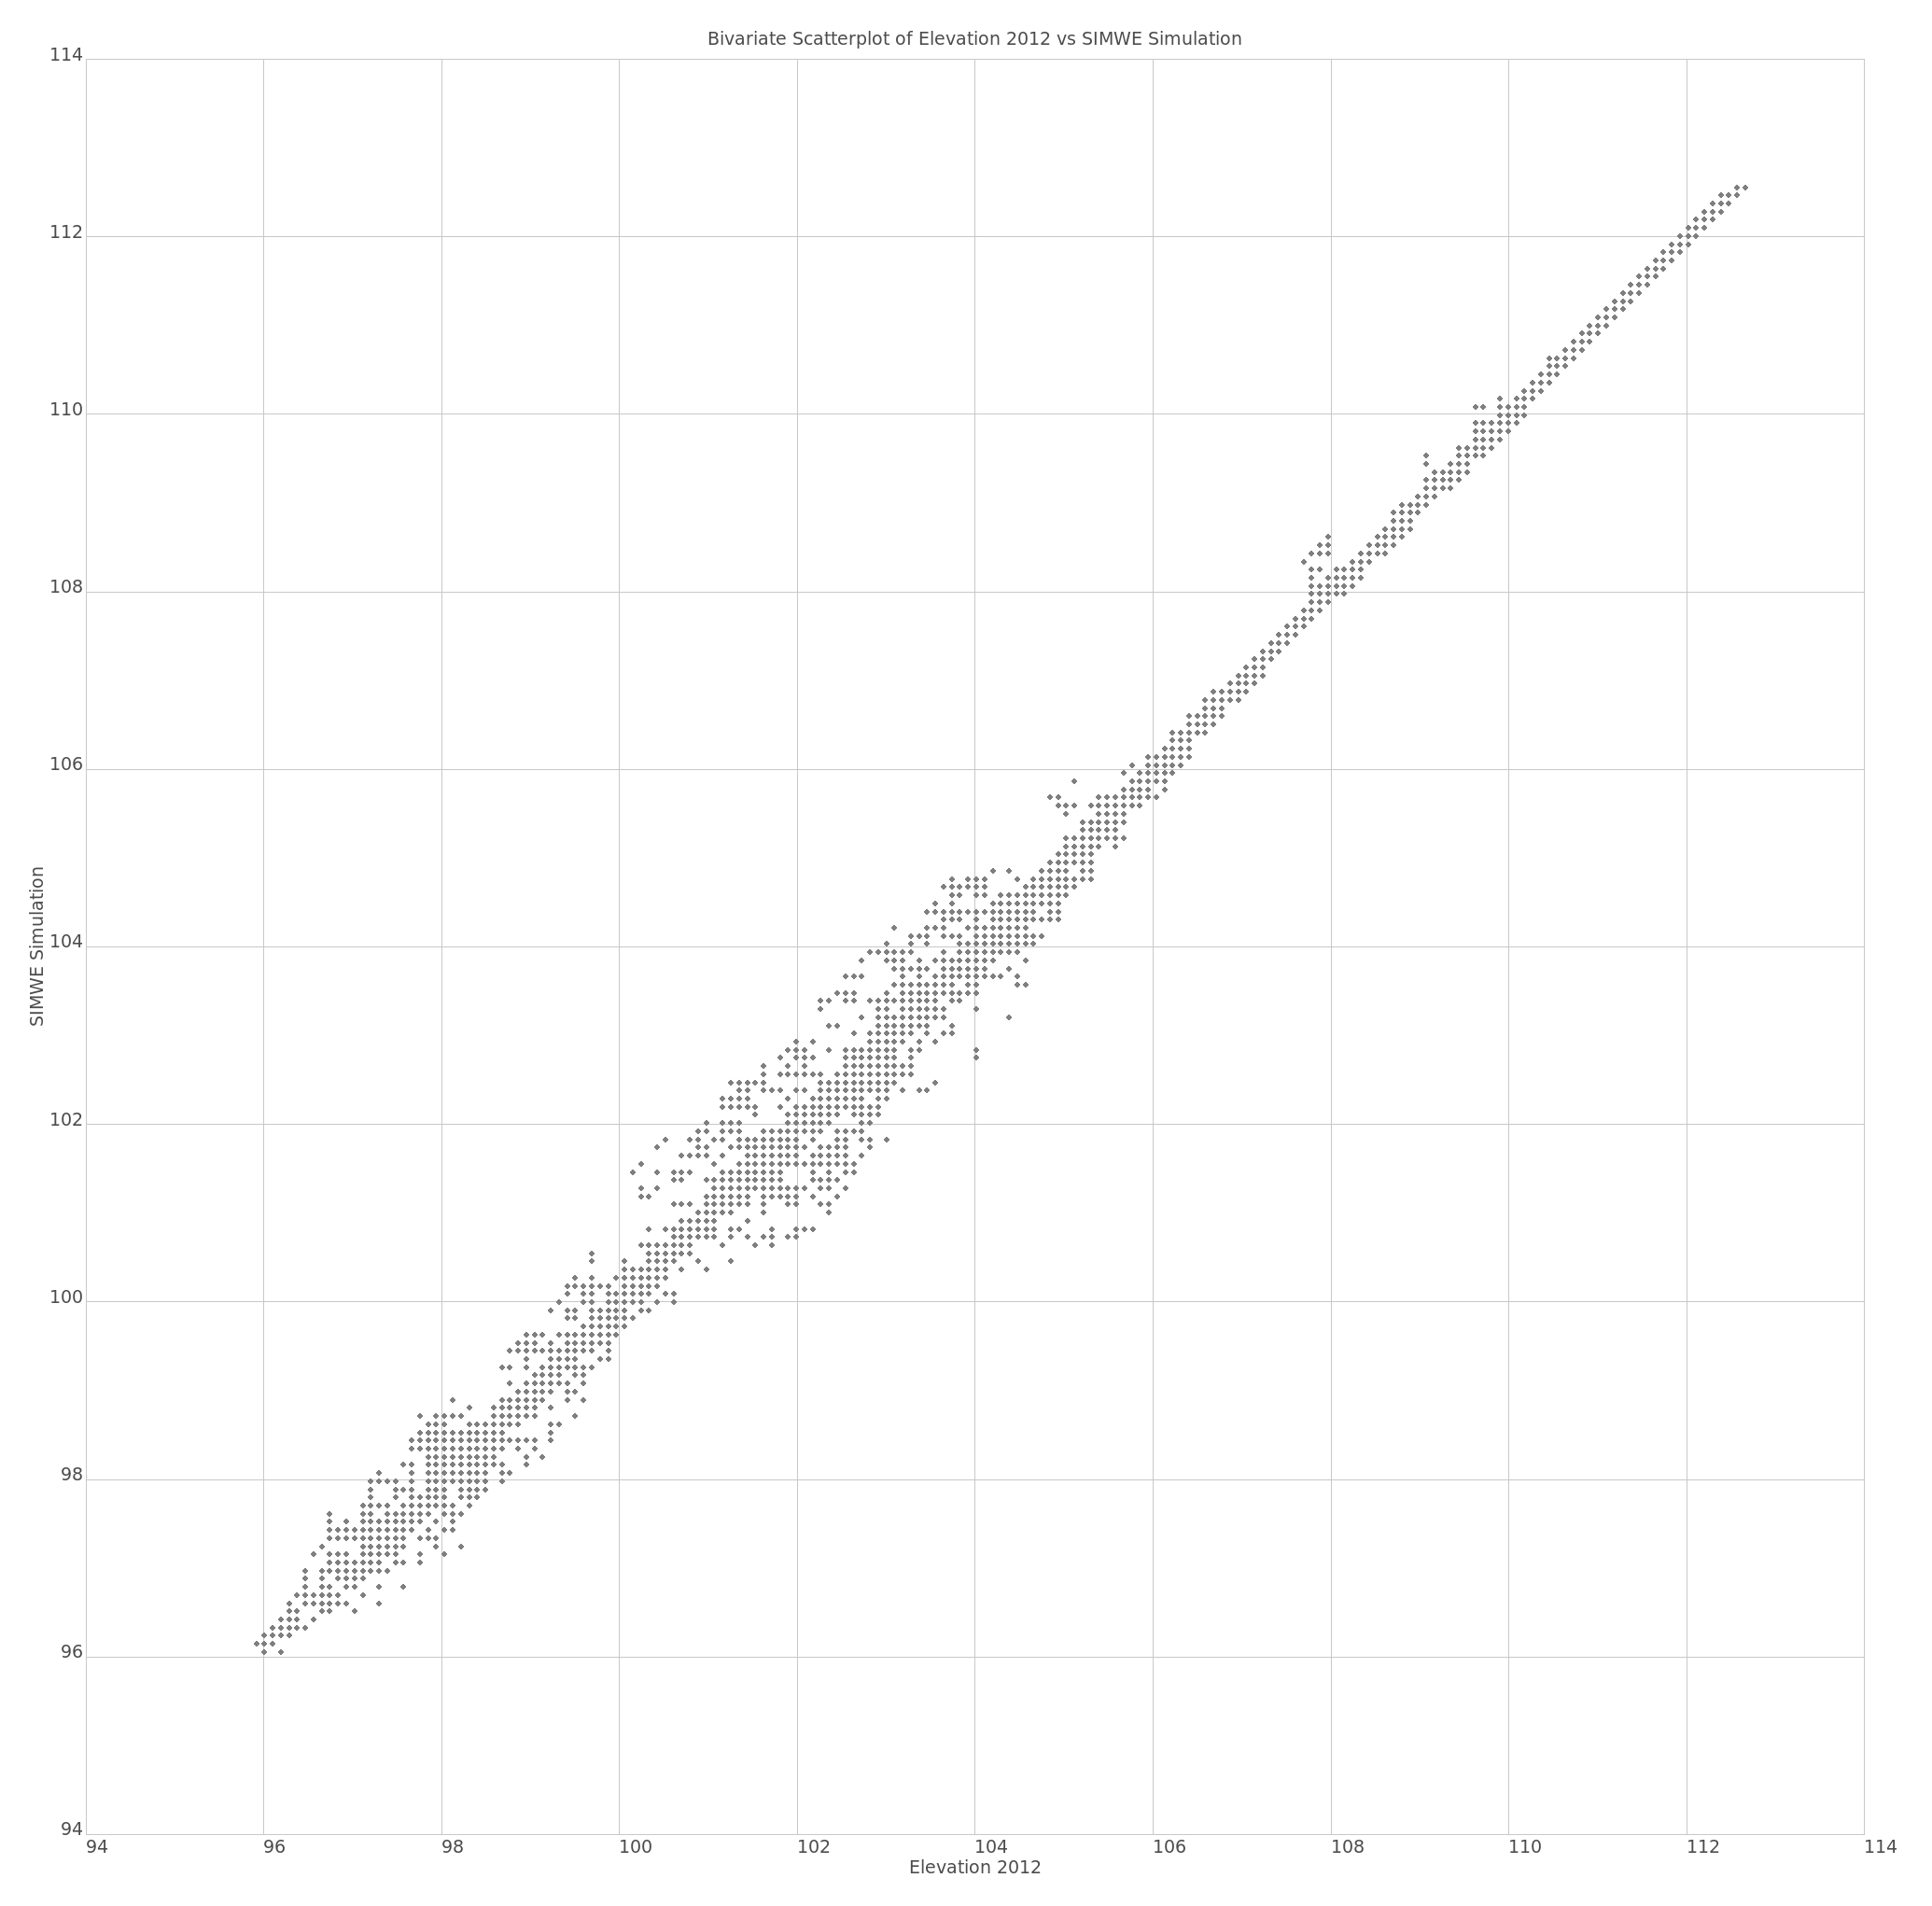 Bivariate Scatterplot of Elevation 2012 vs SIMWE Simulation
114
112
110
108
106
104
102
100
98
96
94
SIMWE Simulation
94 96 98 100 102 104 106 108 110 112 114
Elevation 2012